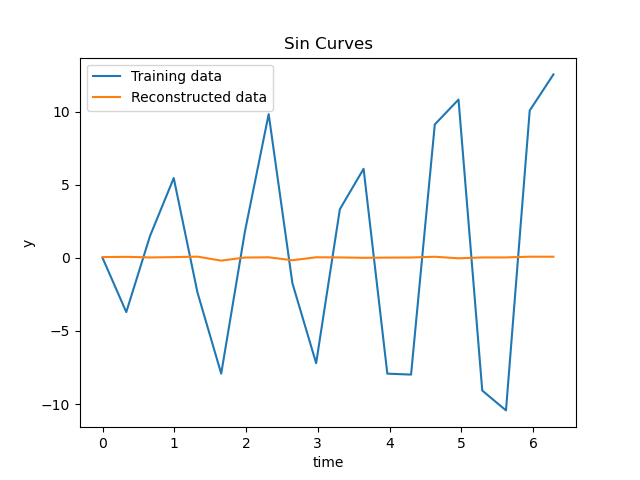 Sin Curves
Training data
Reconstructed data
10
5
0
−5
−10
y
0 1 2 3 4 5 6
time